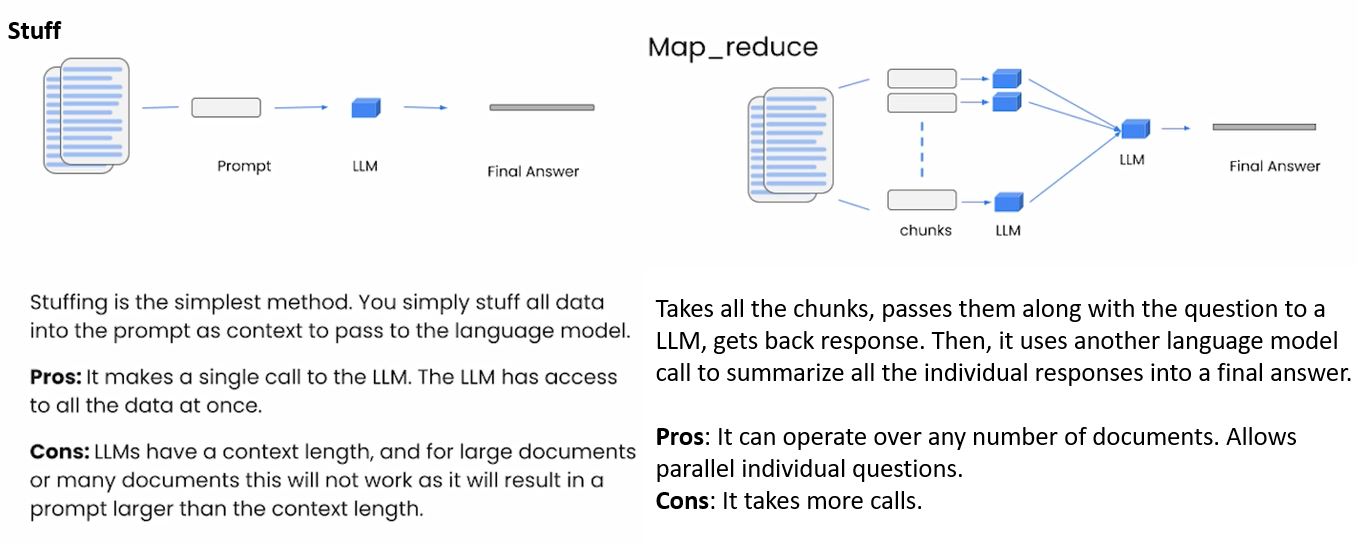 Stuff
Prompt
LLM
Final Answer
Stuffing is the simplest method. You simply stuff all data
into the prompt as context to pass to the language model.
Pros: It makes a single call to the LLM. The LLM has access
to all the data at once.
Cons: LLMs have a context length, and for large documents
or many documents this will not work as it will result in a
prompt larger than the context length.
Map_reduce
LLM
Final Answer
chunks
LLM
Takes all the chunks, passes them along with the question to a
LLM, gets back response. Then, it uses another language model
call to summarize all the individual responses into a final answer.
Pros: It can operate over any number of documents. Allows
parallel individual questions.
Cons: It takes more calls.